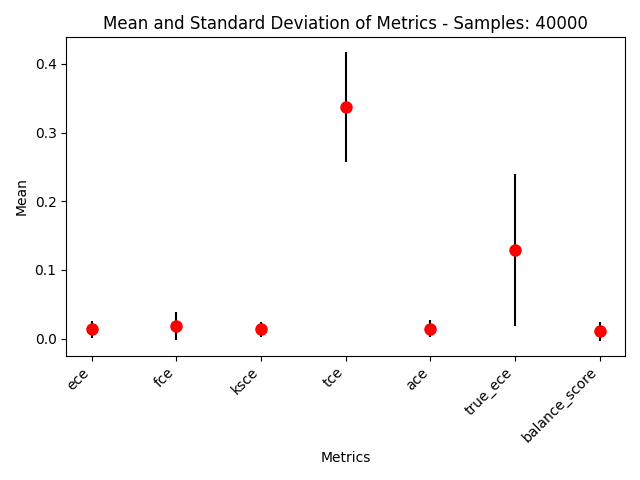 Mean and Standard Deviation of Metrics - Samples: 40000
Mean
0.4
0.3
0.2
0.1
0.0
ece
fce
ksce
tce
ace
true_ece
balance_score
Metrics